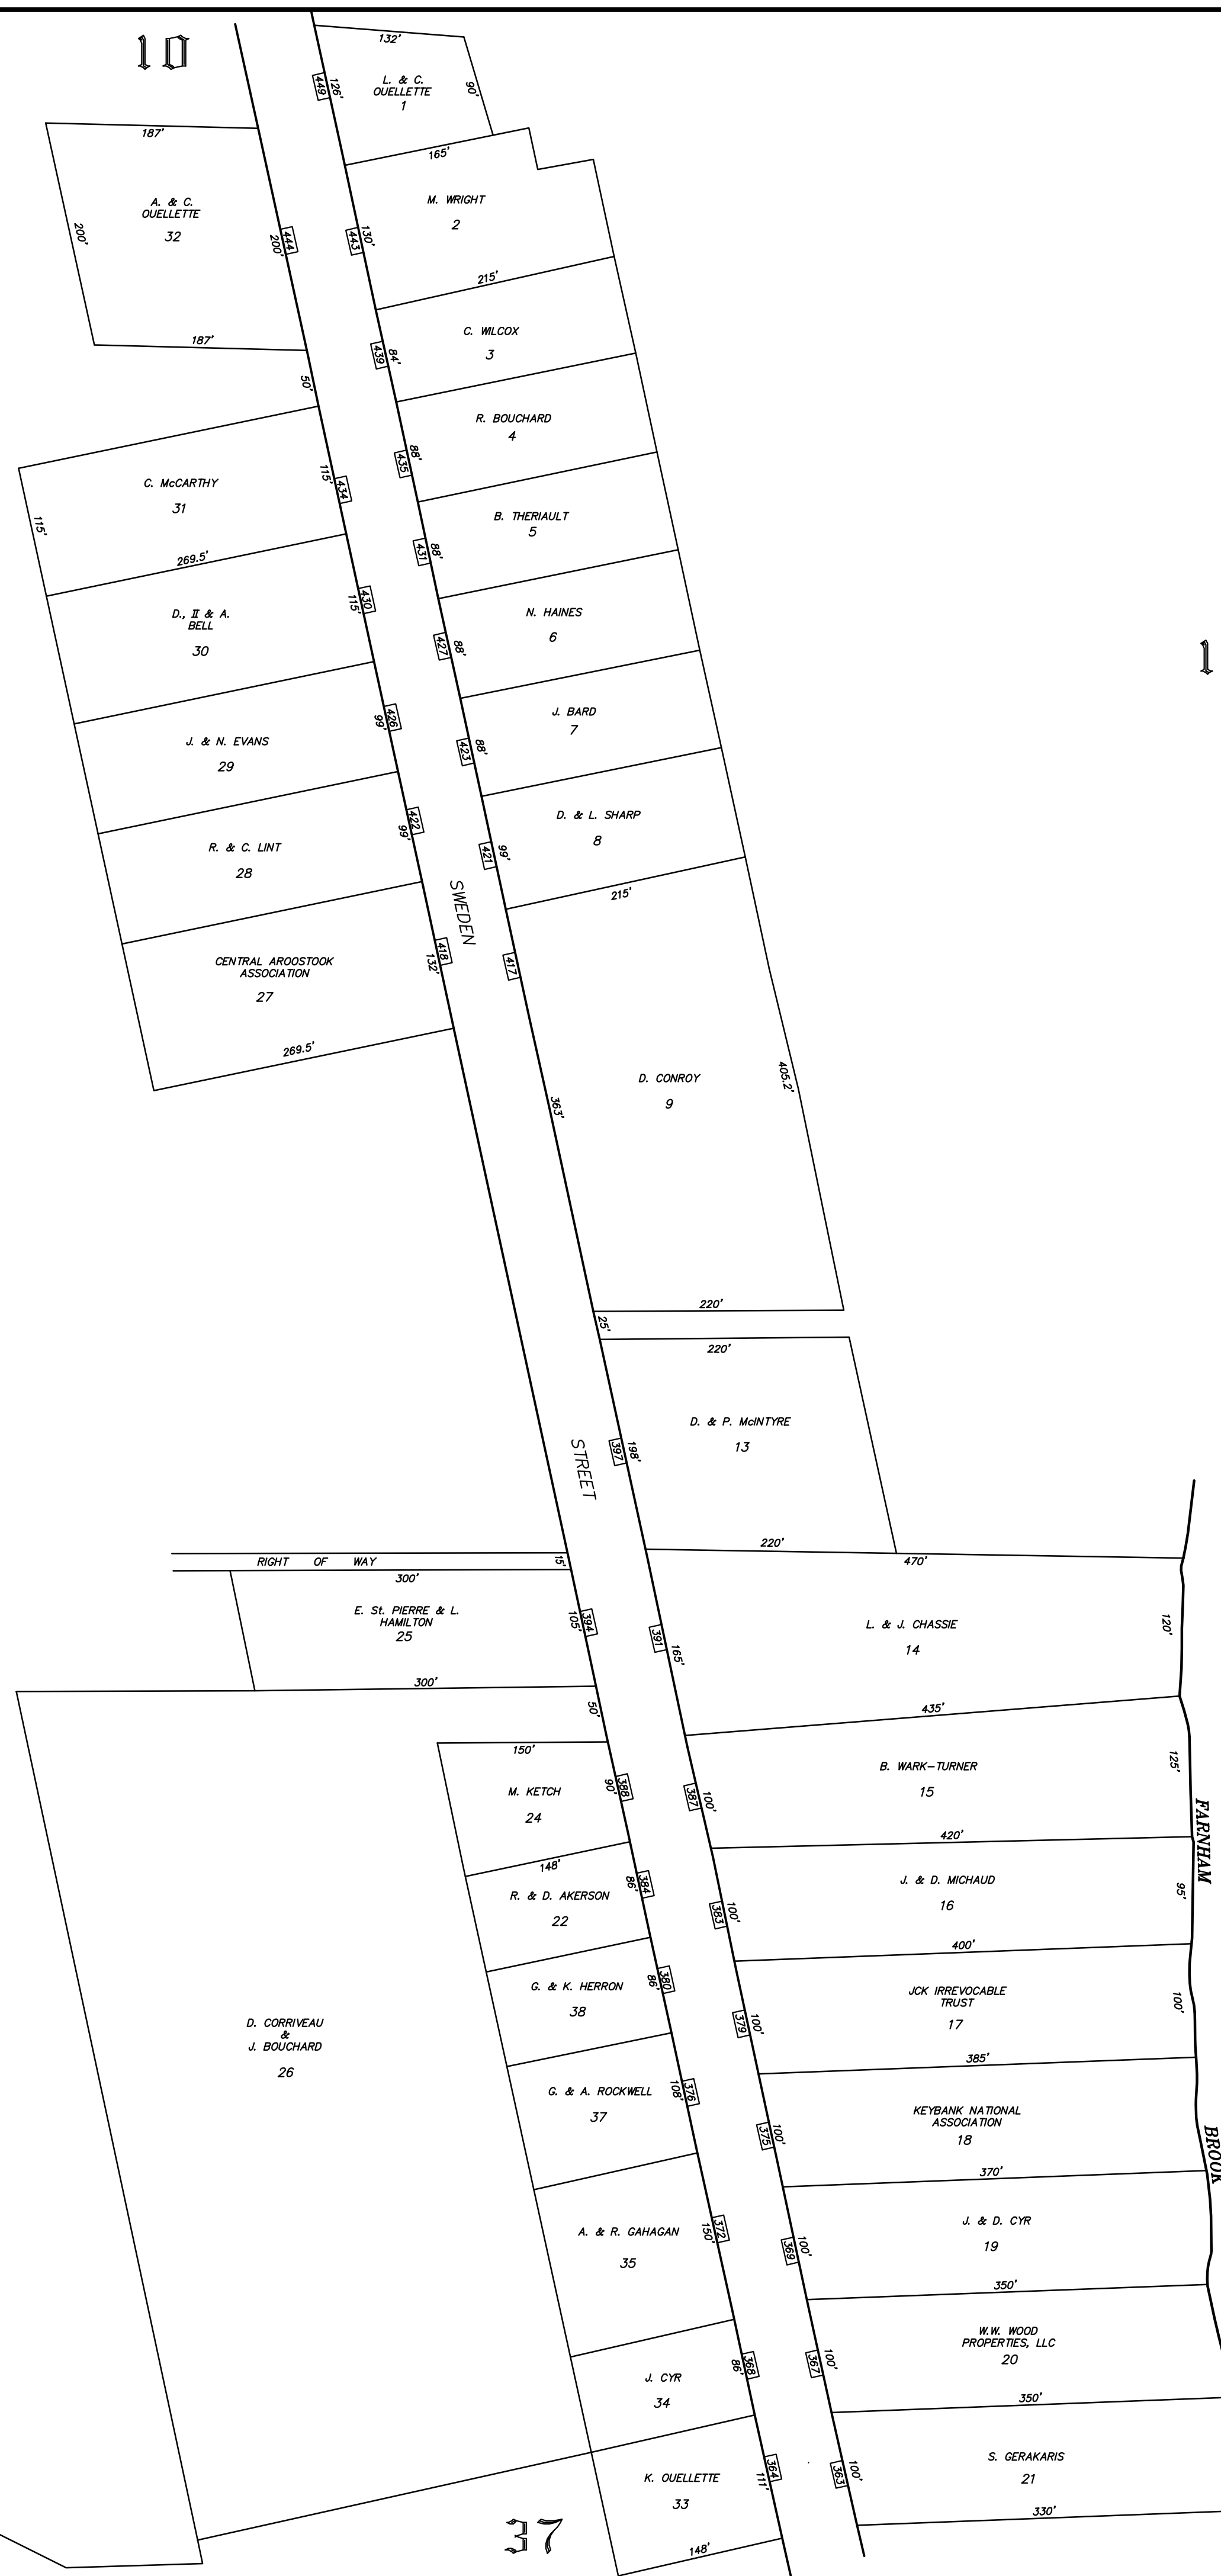 10
132'
L. & C.
OUELLETTE
1
90'
449
126'
187'
165'
A. & C.
OUELLETTE
32
200'
444
200'
M. WRIGHT
2
443
130'
187'
215'
50'
C. WILCOX
3
439
84'
R. BOUCHARD
4
435
88'
C. McCARTHY
31
115'
434
115'
269.5'
B. THERIAULT
5
431
88'
D., II & A.
BELL
30
430
115'
N. HAINES
6
427
88'
1
J. & N. EVANS
29
426
99'
J. BARD
7
423
88'
R. & C. LINT
28
422
99'
D. & L. SHARP
8
421
99'
215'
SWEDEN
CENTRAL AROOSTOOK
ASSOCIATION
27
418
132'
269.5'
417
D. CONROY
9
363'
405.2'
220'
25'
220'
D. & P. McINTYRE
13
397
198'
STREET
220'
470'
RIGHT OF WAY
15'
300'
E. St. PIERRE & L.
HAMILTON
25
394
105'
300'
L. & J. CHASSIE
14
391
165'
120'
435'
50'
150'
M. KETCH
24
388
90'
148'
B. WARK-TURNER
15
387
100'
125'
420'
FARNHAM
R. & D. AKERSON
22
384
86'
J. & D. MICHAUD
16
383
100'
95'
400'
G. & K. HERRON
38
380
86'
JCK IRREVOCABLE
TRUST
17
379
100'
100'
385'
D. CORRIVEAU
&
J. BOUCHARD
26
G. & A. ROCKWELL
37
376
108'
KEYBANK NATIONAL
ASSOCIATION
18
375
100'
370'
BROOK
A. & R. GAHAGAN
35
372
150'
J. & D. CYR
19
369
100'
350'
J. CYR
34
368
86'
W.W. WOOD
PROPERTIES, LLC
20
367
100'
350'
K. OUELLETTE
33
364
111'
148'
S. GERAKARIS
21
363
100'
330'
37